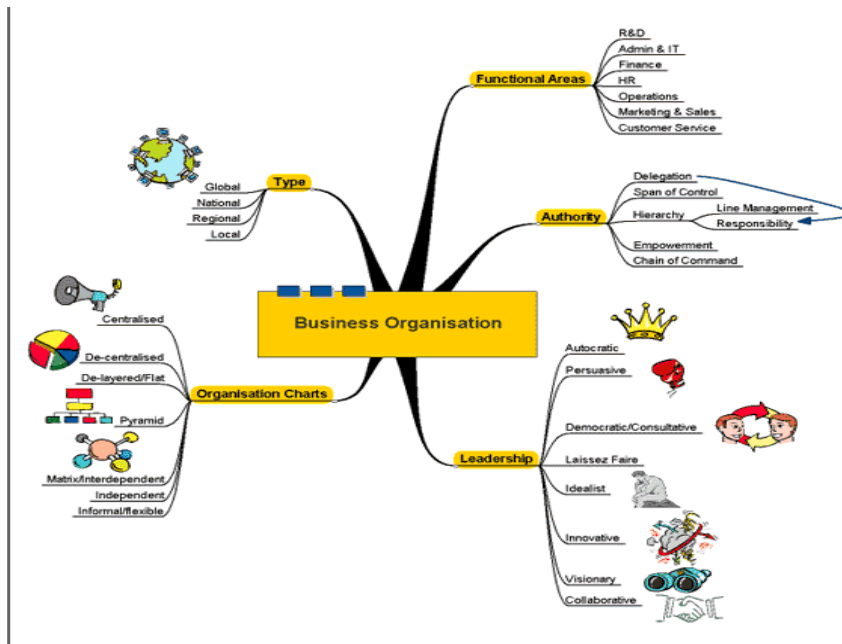 Business Organisation
Functional Areas
R&D
Admin & IT
Finance
HR
Operations
Marketing & Sales
Customer Service
Type
Global
National
Regional
Local
Authority
Delegation
Span of Control
Hierarchy
Line Management
Responsibility
Empowerment
Chain of Command
Organisation Charts
Centralised
De-centralised
De-layered/Flat
Pyramid
Matrix/Interdependent
Independent
Informal/flexible
Leadership
Autocratic
Persuasive
Democratic/Consultative
Laissez Faire
Idealist
Innovative
Visionary
Collaborative